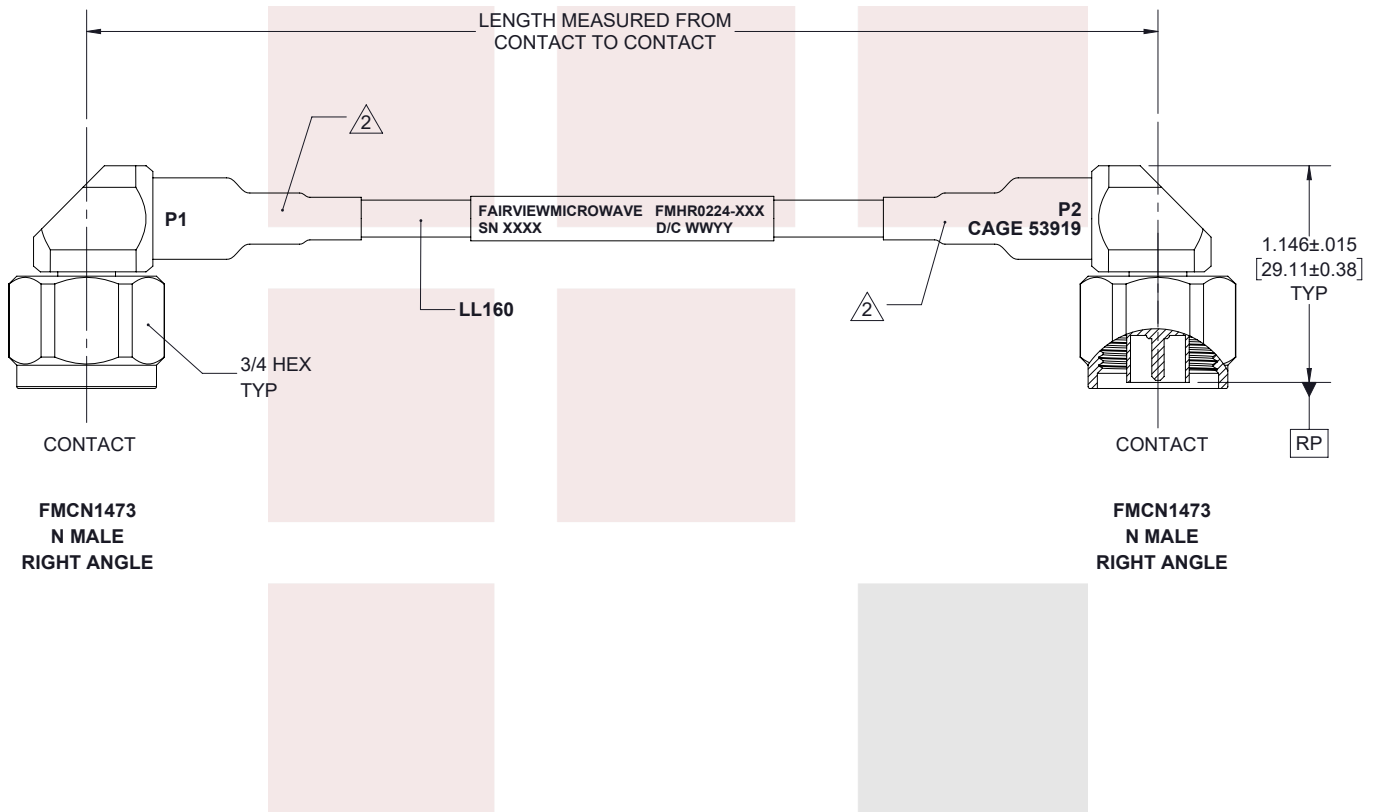 LENGTH MEASURED FROM
CONTACT TO CONTACT
2
P1
FAIRVIEWMICROWAVE FMHR0224-XXX
SN XXXX D/C WWYY
P2
CAGE 53919
1.146±.015
[29.11±0.38]
TYP
LL160
2
3/4 HEX
TYP
CONTACT
CONTACT
RP
FMCN1473
N MALE
RIGHT ANGLE
FMCN1473
N MALE
RIGHT ANGLE